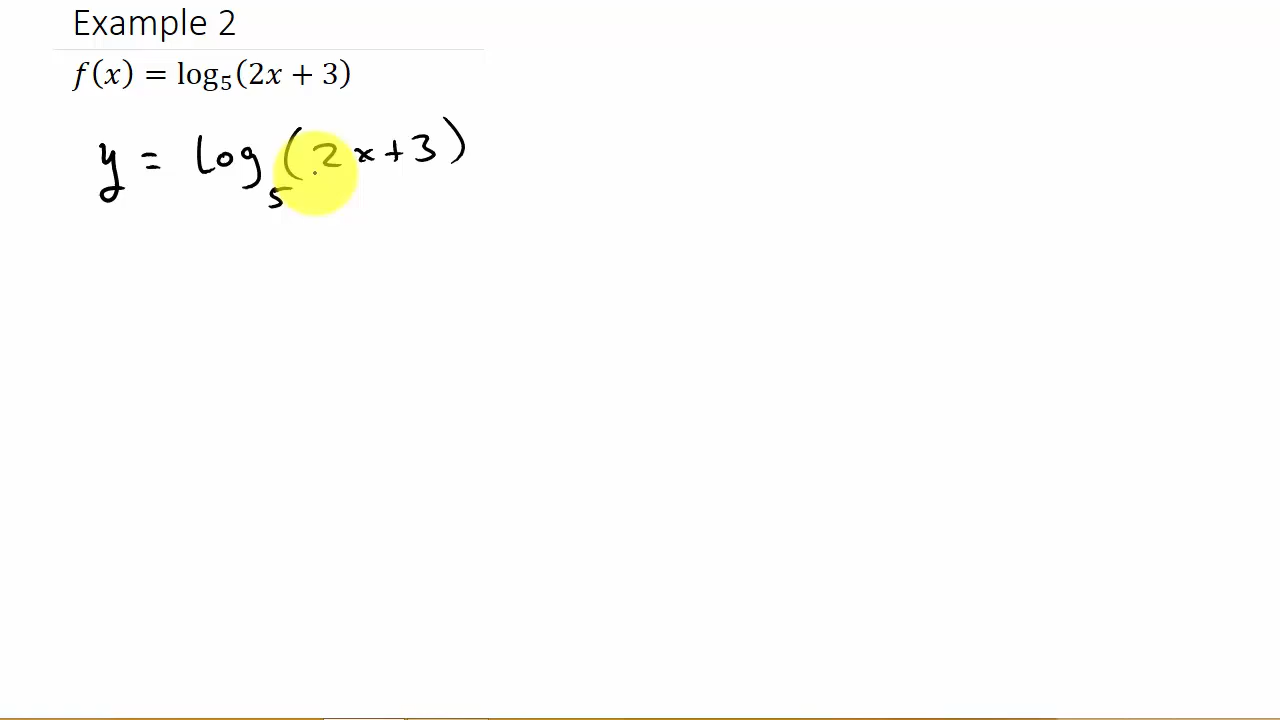 Example 2
𝑓(𝑥) = log₅(2𝑥 + 3)
y = log₅(2x+3)